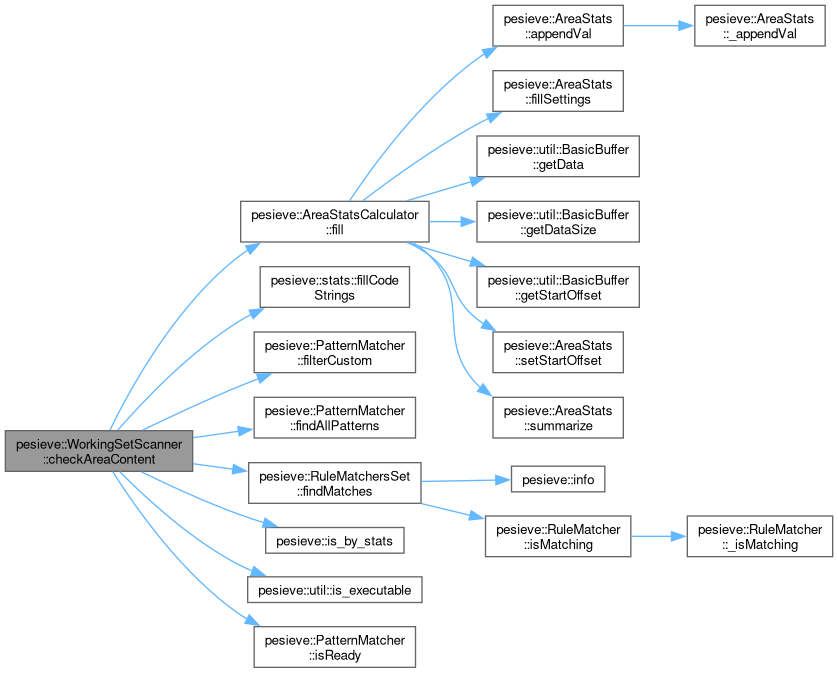 pesieve::AreaStats
::appendVal
pesieve::AreaStats
::_appendVal
pesieve::AreaStats
::fillSettings
pesieve::util::BasicBuffer
::getData
pesieve::AreaStatsCalculator
::fill
pesieve::util::BasicBuffer
::getDataSize
pesieve::stats::fillCode
Strings
pesieve::util::BasicBuffer
::getStartOffset
pesieve::PatternMatcher
::filterCustom
pesieve::AreaStats
::setStartOffset
pesieve::PatternMatcher
::findAllPatterns
pesieve::AreaStats
::summarize
pesieve::WorkingSetScanner
::checkAreaContent
pesieve::RuleMatchersSet
::findMatches
pesieve::info
pesieve::is_by_stats
pesieve::RuleMatcher
::isMatching
pesieve::RuleMatcher
::_isMatching
pesieve::util::is_executable
pesieve::PatternMatcher
::isReady